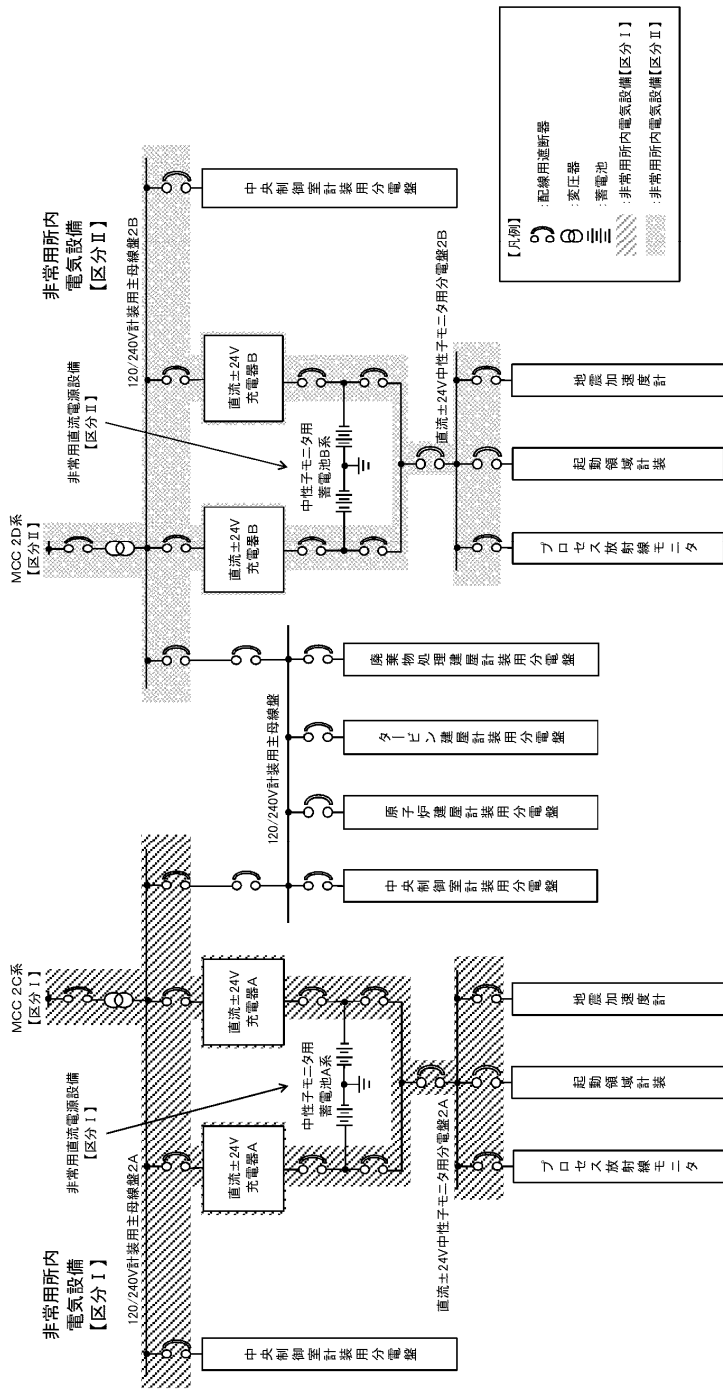 非常用所内
電気設備
【区分Ⅰ】
120/240V計装用主母線盤2A
中央制御室計装用分電盤
非常用直流電源設備
【区分Ⅰ】
MCC 2C系
【区分Ⅰ】
直流±24V
充電器A
直流±24V
充電器A
中性子モニタ用
蓄電池A系
直流±24V中性子モニタ用分電盤2A
プロセス放射線モニタ
起動領域計装
地震加速度計
120/240V計装用主母線盤
中央制御室計装用分電盤
原子炉建屋計装用分電盤
タービン建屋計装用分電盤
廃棄物処理建屋計装用分電盤
MCC 2D系
【区分Ⅱ】
非常用直流電源設備
【区分Ⅱ】
非常用所内
電気設備
【区分Ⅱ】
120/240V計装用主母線盤2B
直流±24V
充電器B
直流±24V
充電器B
中央制御室計装用分電盤
中性子モニタ用
蓄電池B系
直流±24V中性子モニタ用分電盤2B
プロセス放射線モニタ
起動領域計装
地震加速度計
【凡例】
:配線用遮断器
:変圧器
:蓄電池
:非常用所内電気設備【区分Ⅰ】
:非常用所内電気設備【区分Ⅱ】